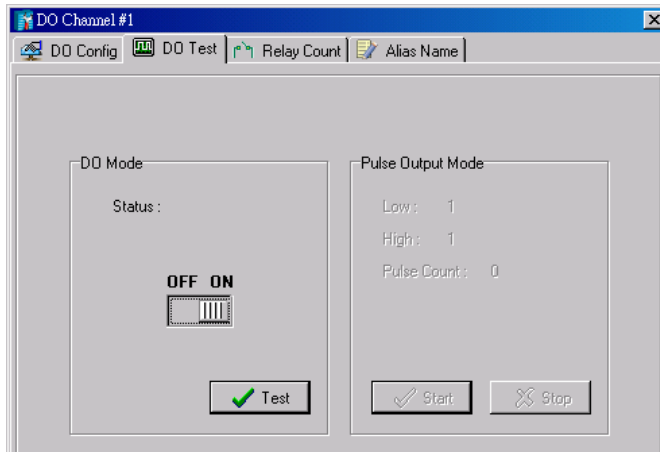 DO Channel #1
DO Config DO Test Relay Count Alias Name
DO Mode
Status :
OFF ON
Test
Pulse Output Mode
Low : 1
High : 1
Pulse Count : 0
Start Stop